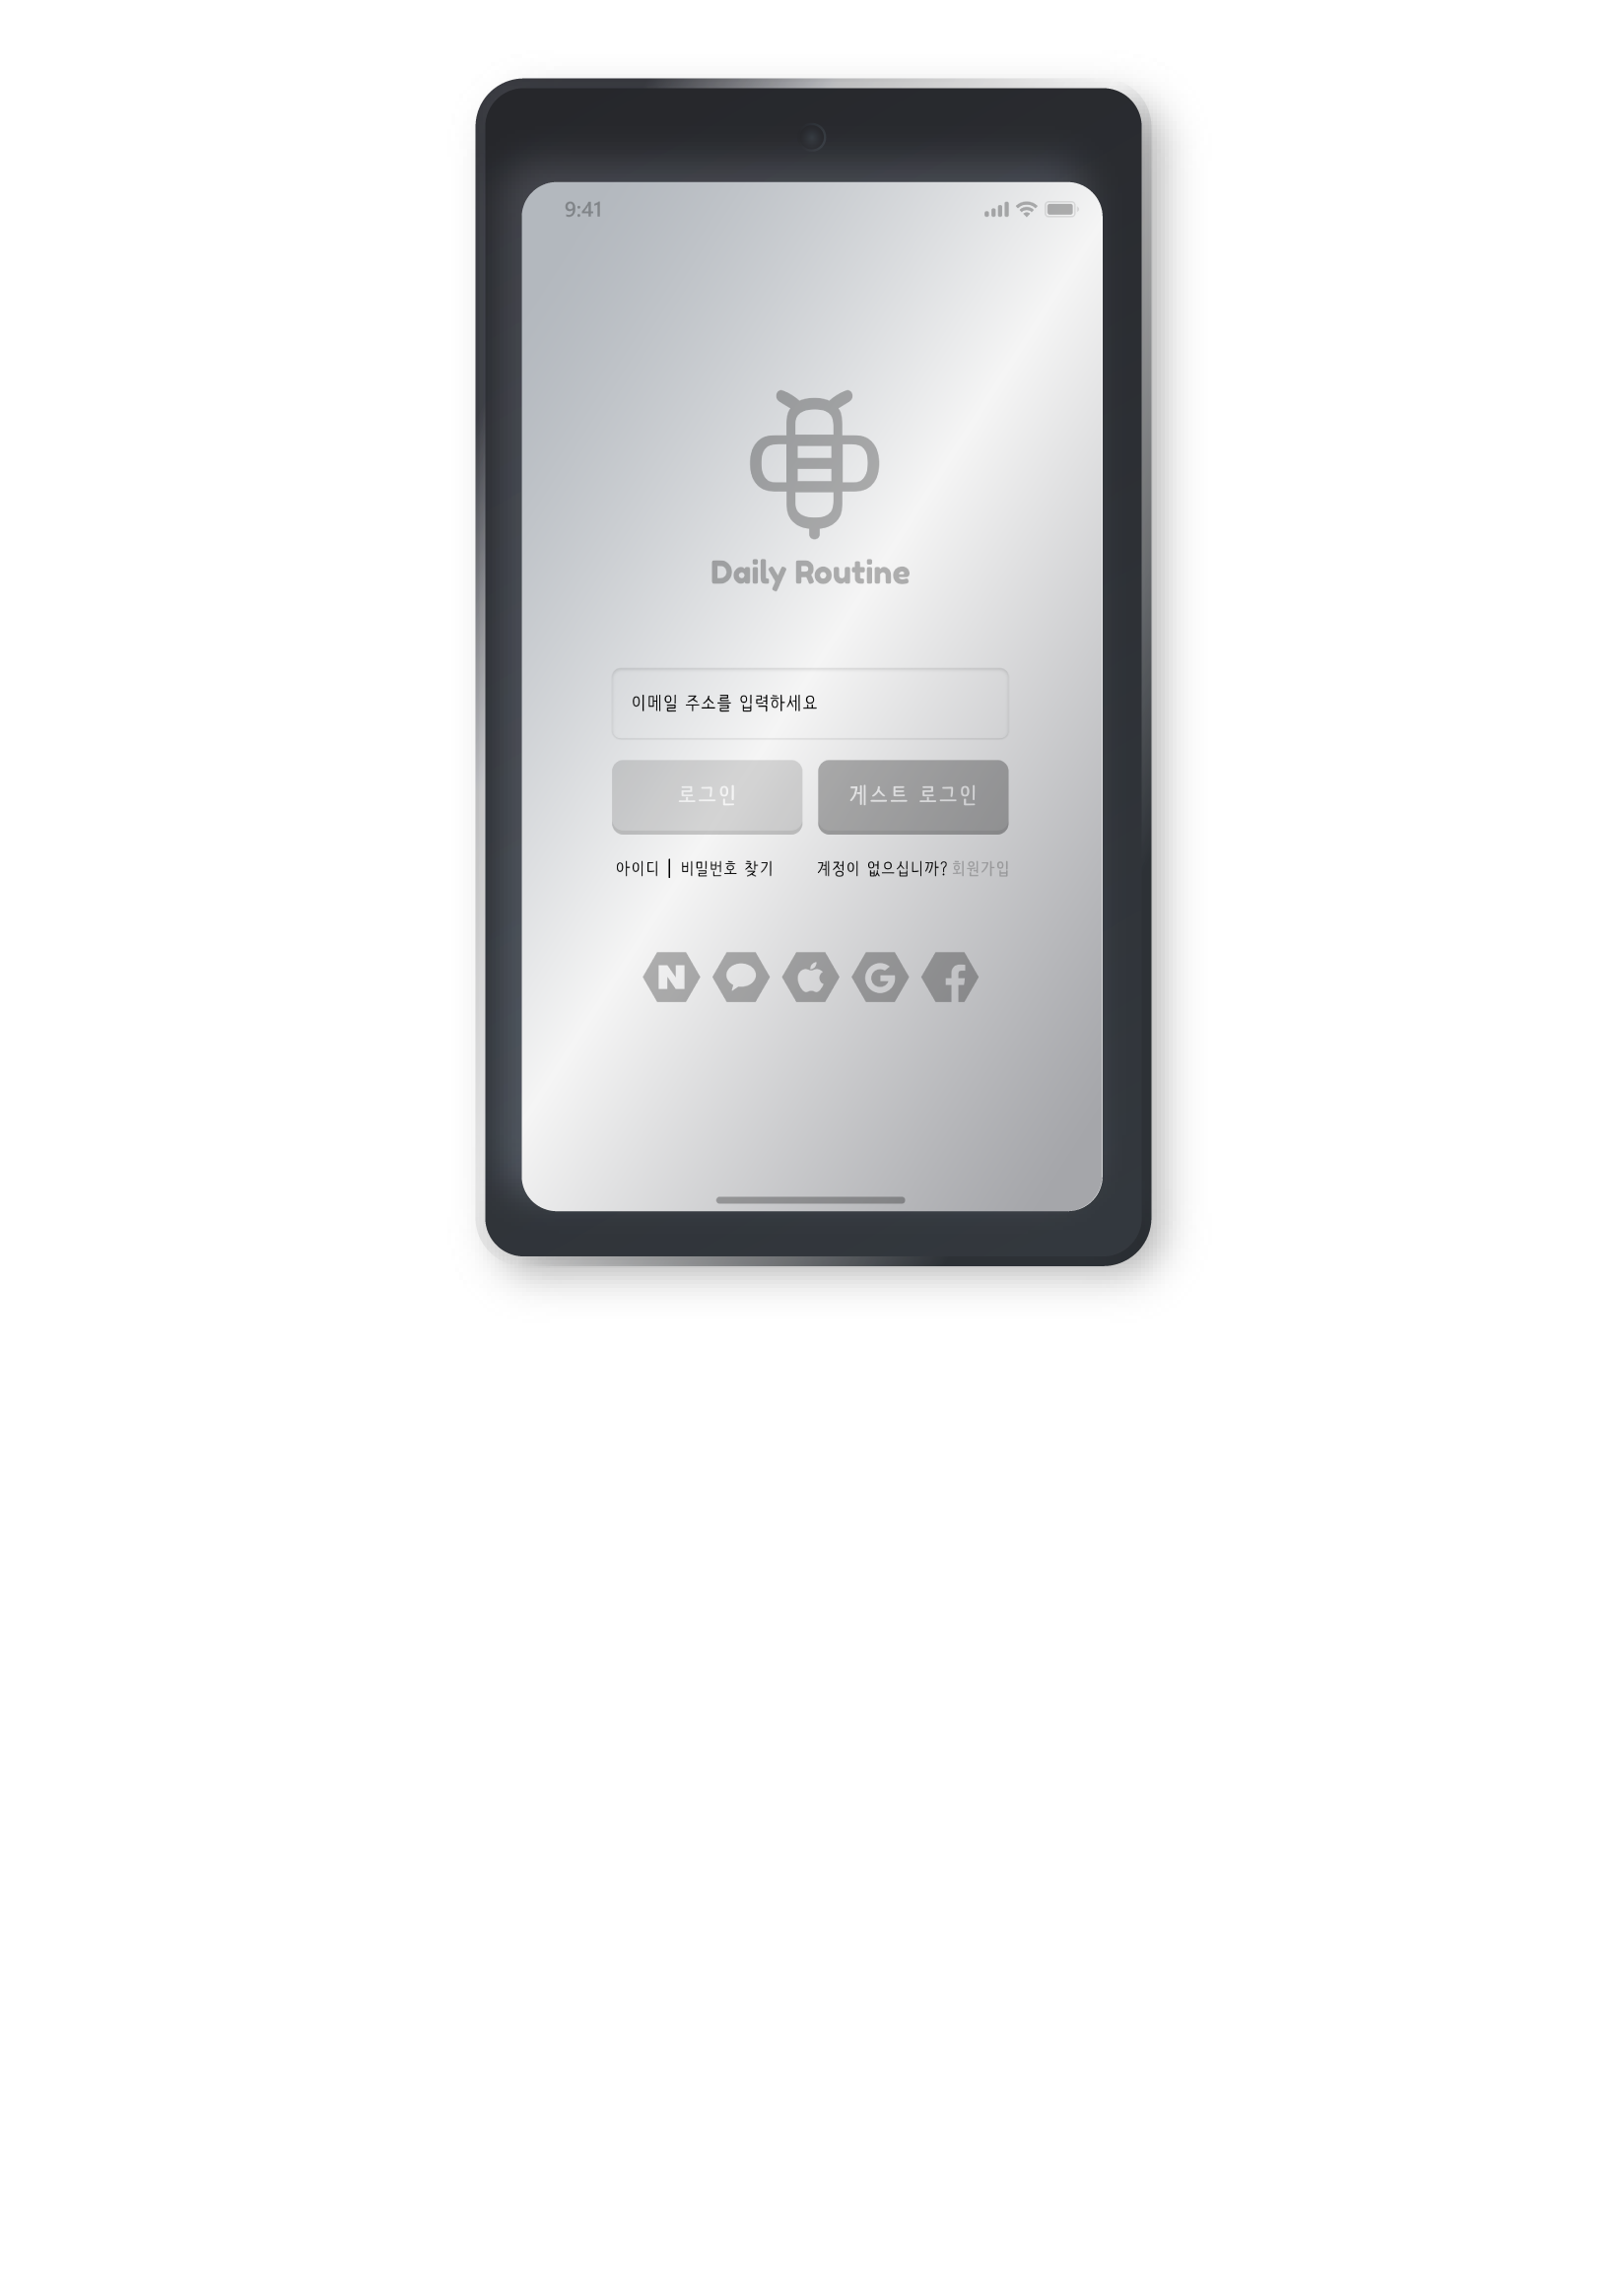 9:41
Daily Routine
이메일 주소를 입력하세요
로그인 게스트 로그인
아이디 | 비밀번호 찾기 계정이 없으십니까? 회원가입